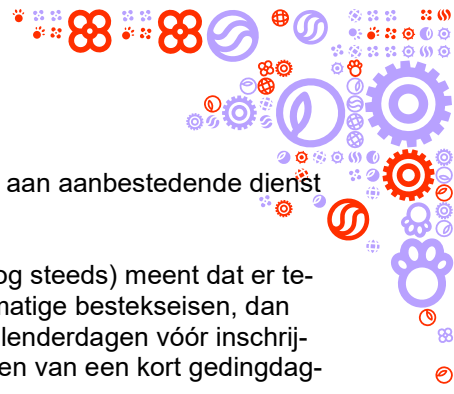 aan aanbestedende dienst
og steeds) meent dat er te-
matige bestekseisen, dan
lenderdagen vóór inschrij-
en van een kort gedingdag-